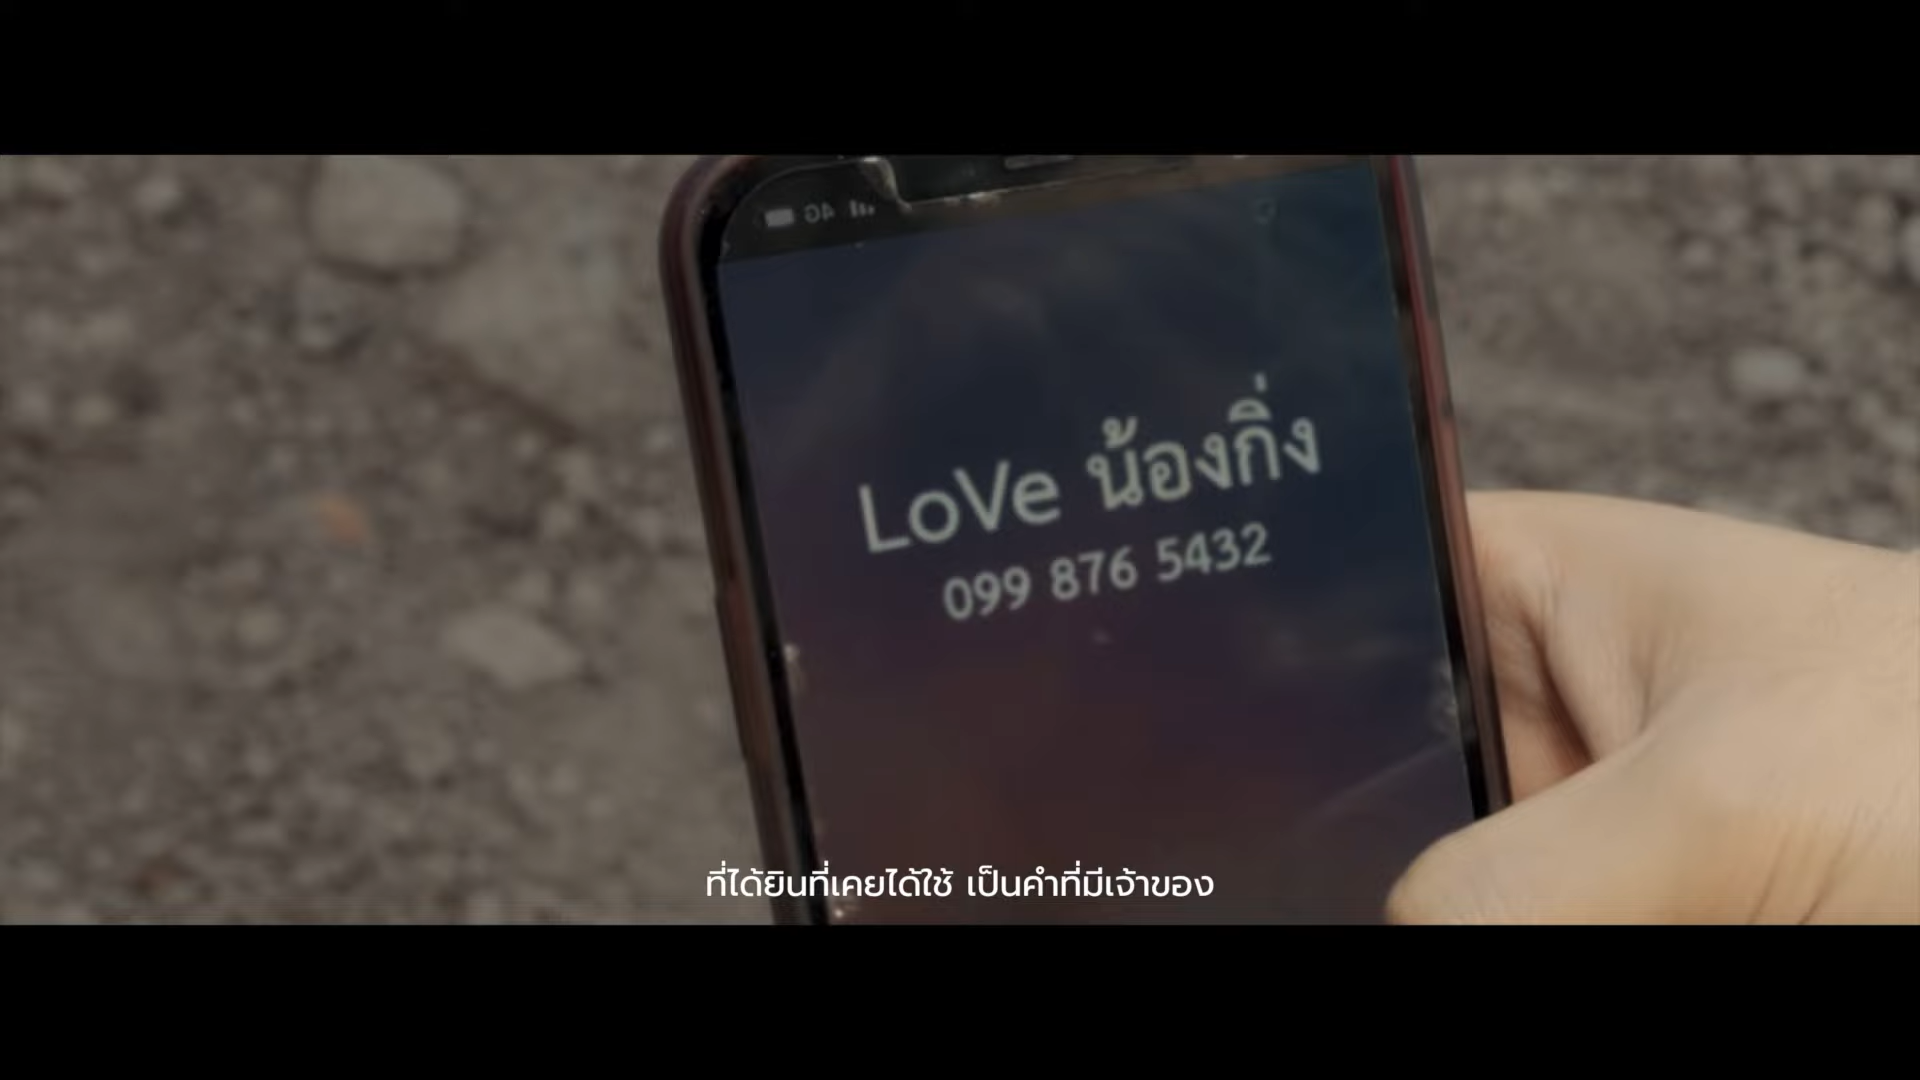 4G
LoVe น้องกิ่ง
099 876 5432
ที่ได้ยินที่เคยได้ใช้ เป็นคำที่มีเจ้าของ